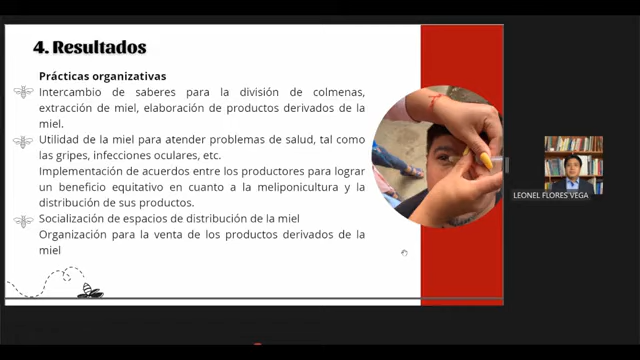 4. Resultados
Prácticas organizativas
Intercambio de saberes para la división de colmenas,
extracción de miel, elaboración de productos derivados de la
miel.
Utilidad de la miel para atender problemas de salud, tal como
las gripes, infecciones oculares, etc.
Implementación de acuerdos entre los productores para lograr
un beneficio equitativo en cuanto a la meliponicultura y la
distribución de sus productos.
Socialización de espacios de distribución de la miel
Organización para la venta de los productos derivados de la
miel
LEONEL FLORES VEGA